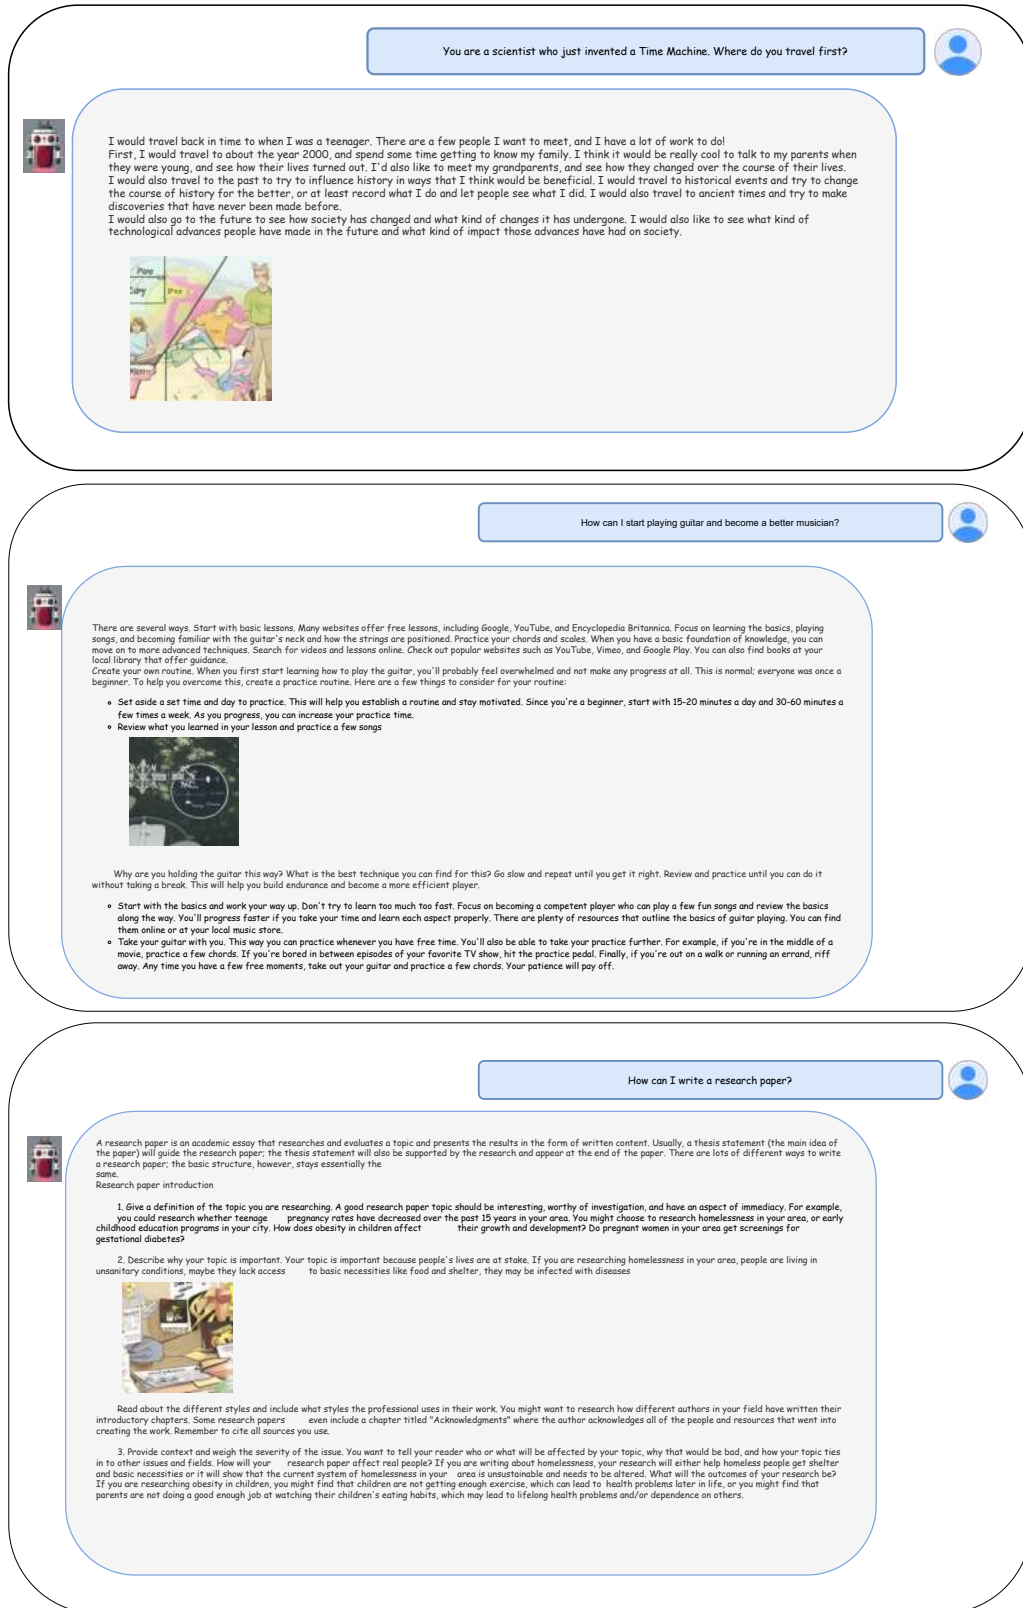 You are a scientist who just invented a Time Machine. Where do you travel first?
I would travel back in time to when I was a teenager. There are a few people I want to meet, and I have a lot of work to do!
First, I would travel to about the year 2000, and spend some time getting to know my family. I think it would be really cool to talk to my parents when
they were young, and see how their lives turned out. I'd also like to meet my grandparents, and see how they changed over the course of their lives.
I would also travel to the past to try to influence history in ways that I think would be beneficial. I would travel to historical events and try to change
the course of history for the better, or at least record what I do and let people see what I did. I would also travel to ancient times and try to make
discoveries that have never been made before.
I would also go to the future to see how society has changed and what kind of changes it has undergone. I would also like to see what kind of
technological advances people have made in the future and what kind of impact those advances have had on society.
How can I start playing guitar and become a better musician?
There are several ways. Start with basic lessons. Many websites offer free lessons, including Google, YouTube, and Encyclopedia Britannica. Focus on learning the basics, playing
songs, and becoming familiar with the guitar's neck and how the strings are positioned. Practice your chords and scales. When you have a basic foundation of knowledge, you can
move on to more advanced techniques. Search for videos and lessons online. Check out popular websites such as YouTube, Vimeo, and Google Play. You can also find books at your
local library that offer guidance.
Create your own routine. When you first start learning how to play the guitar, you'll probably feel overwhelmed and not make any progress at all. This is normal; everyone was once a
beginner. To help you overcome this, create a practice routine. Here are a few things to consider for your routine:
Set aside a set time and day to practice. This will help you establish a routine and stay motivated. Since you're a beginner, start with 15-20 minutes a day and 30-60 minutes a
few times a week. As you progress, you can increase your practice time.
Review what you learned in your lesson and practice a few songs
Why are you holding the guitar this way? What is the best technique you can find for this? Go slow and repeat until you get it right. Review and practice until you can do it
without taking a break. This will help you build endurance and become a more efficient player.
Start with the basics and work your way up. Don't try to learn too much too fast. Focus on becoming a competent player who can play a few fun songs and review the basics
along the way. You'll progress faster if you take your time and learn each aspect properly. There are plenty of resources that outline the basics of guitar playing. You can find
them online or at your local music store.
Take your guitar with you. This way you can practice whenever you have free time. You'll also be able to take your practice further. For example, if you're in the middle of a
movie, practice a few chords. If you're bored in between episodes of your favorite TV show, hit the practice pedal. Finally, if you're out on a walk or running an errand, riff
away. Any time you have a few free moments, take out your guitar and practice a few chords. Your patience will pay off.
How can I write a research paper?
A research paper is an academic essay that researches and evaluates a topic and presents the results in the form of written content. Usually, a thesis statement (the main idea of
the paper) will guide the research paper; the thesis statement will also be supported by the research and appear at the end of the paper. There are lots of different ways to write
a research paper; the basic structure, however, stays essentially the
same.
Research paper introduction
1. Give a definition of the topic you are researching. A good research paper topic should be interesting, worthy of investigation, and have an aspect of immediacy. For example,
you could research whether teenage pregnancy rates have decreased over the past 15 years in your area. You might choose to research homelessness in your area, or early
childhood education programs in your city. How does obesity in children affect their growth and development? Do pregnant women in your area get screenings for
gestational diabetes?
2. Describe why your topic is important. Your topic is important because people's lives are at stake. If you are researching homelessness in your area, people are living in
unsanitary conditions, maybe they lack access to basic necessities like food and shelter, they may be infected with diseases
Read about the different styles and include what styles the professional uses in their work. You might want to research how different authors in your field have written their
introductory chapters. Some research papers even include a chapter titled "Acknowledgments" where the author acknowledges all of the people and resources that went into
creating the work. Remember to cite all sources you use.
3. Provide context and weigh the severity of the issue. You want to tell your reader who or what will be affected by your topic, why that would be bad, and how your topic ties
in to other issues and fields. How will your research paper affect real people? If you are writing about homelessness, your research will either help homeless people get shelter
and basic necessities or it will show that the current system of homelessness in your area is unsustainable and needs to be altered. What will the outcomes of your research be?
If you are researching obesity in children, you might find that children are not getting enough exercise, which can lead to health problems later in life, or you might find that
parents are not doing a good enough job at watching their children's eating habits, which may lead to lifelong health problems and/or dependence on others.